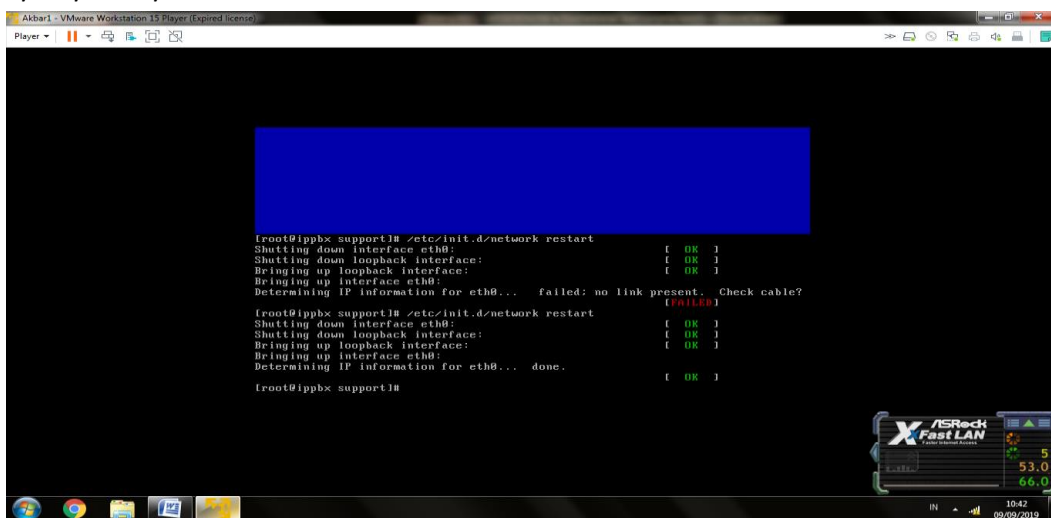 Akbar1 - VMware Workstation 15 Player (Expired license)
Player
[root@ippbx support]# /etc/init.d/network restart
Shutting down interface eth0: [ OK ]
Shutting down loopback interface: [ OK ]
Bringing up loopback interface: [ OK ]
Bringing up interface eth0:
Determining IP information for eth0... failed; no link present. Check cable?
[FAILED]
[root@ippbx support]# /etc/init.d/network restart
Shutting down interface eth0: [ OK ]
Shutting down loopback interface: [ OK ]
Bringing up loopback interface: [ OK ]
Bringing up interface eth0:
Determining IP information for eth0... done.
[ OK ]
[root@ippbx support]#
ASRock
XFast LAN
Faster Internet Access
5
53.0
66.0
IN
10:42
09/09/2019